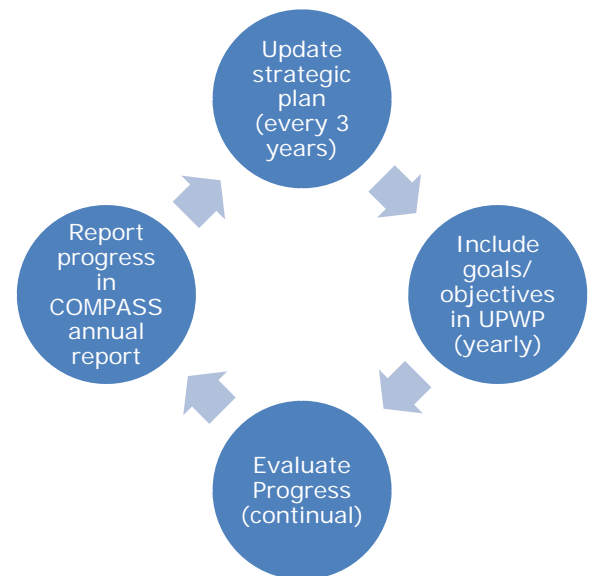 Update
strategic
plan
(every 3
years)
Include
goals/
objectives
in UPWP
(yearly)
Evaluate
Progress
(continual)
Report
progress
in
COMPASS
annual
report